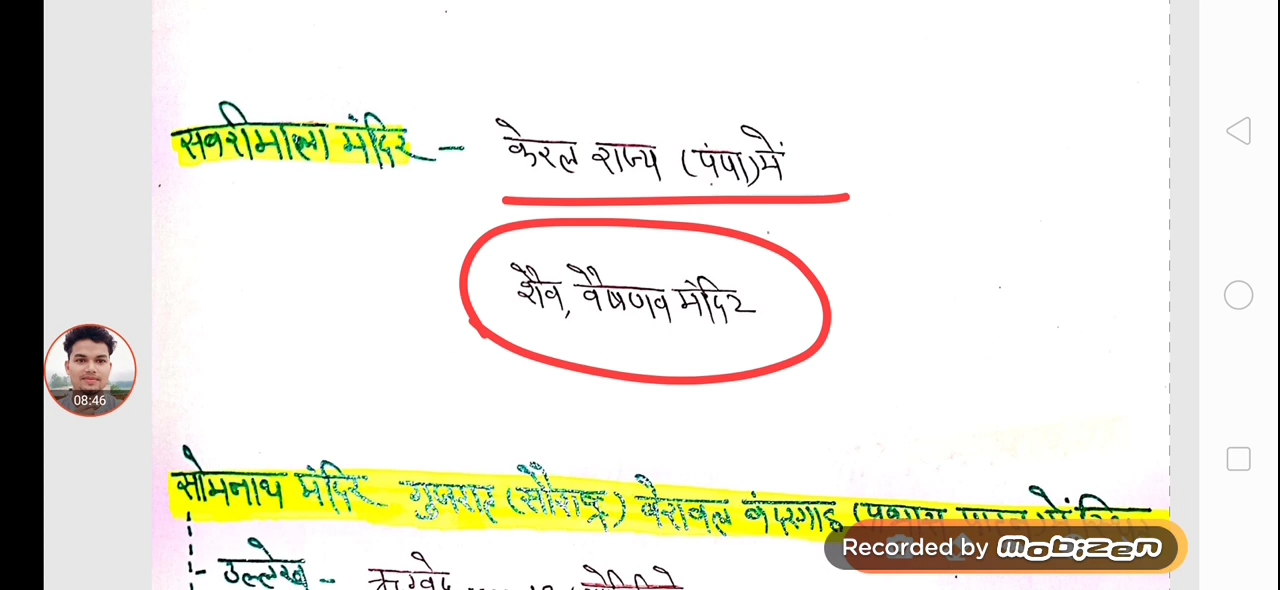 सबरीमाला मंदिर - केरल राज्य (पंपा) में
शैव, वैष्णव मंदिर
08:46
सोमनाथ मंदिर गुजरात (सौराष्ट्र) वेरावल बंदरगाह
Recorded by mobizen
- उल्लेख - ऋग्वेद